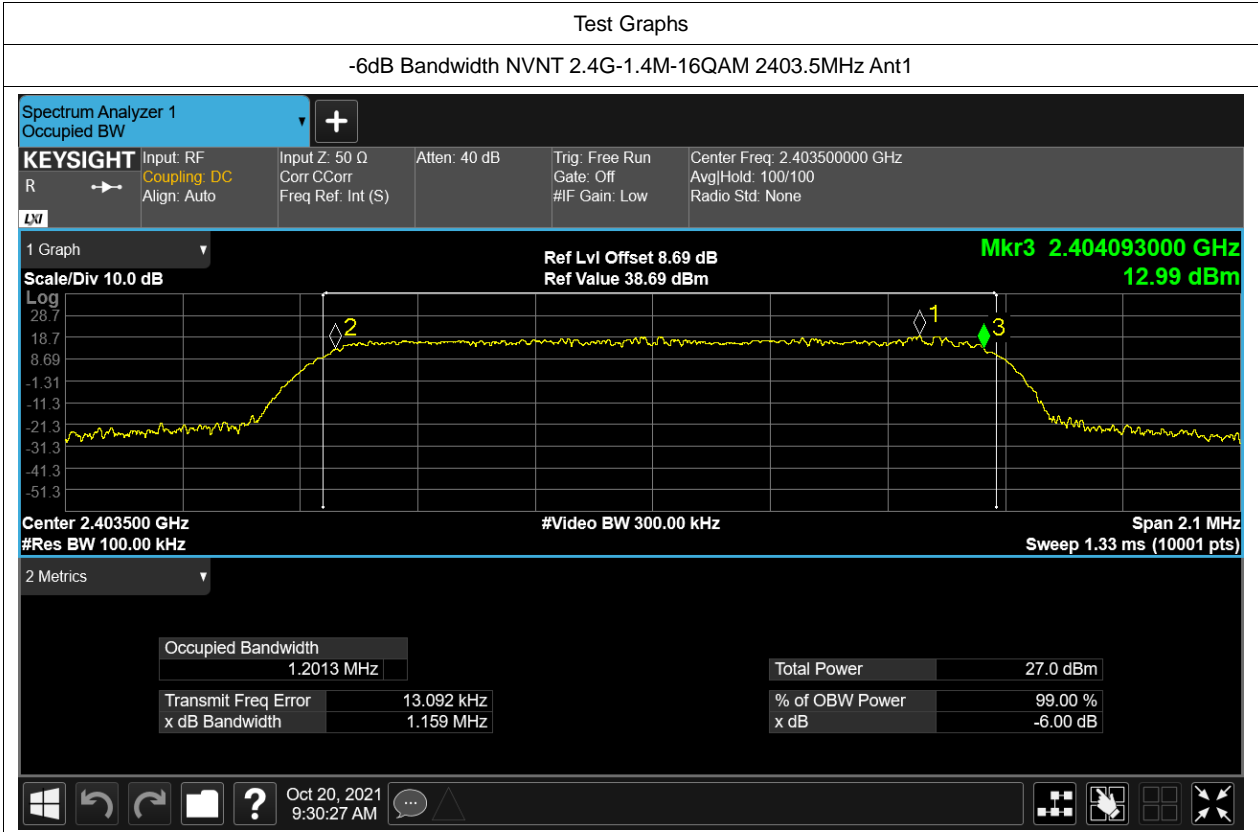 Test Graphs
-6dB Bandwidth NVNT 2.4G-1.4M-16QAM 2403.5MHz Ant1
Spectrum Analyzer 1
Occupied BW
+
KEYSIGHT
R
LXI
Input: RF
Coupling: DC
Align: Auto
Input Z: 50 Ω
Corr CCorr
Freq Ref: Int (S)
Atten: 40 dB
Trig: Free Run
Gate: Off
#IF Gain: Low
Center Freq: 2.403500000 GHz
Avg|Hold: 100/100
Radio Std: None
1 Graph
Scale/Div 10.0 dB
Ref Lvl Offset 8.69 dB
Ref Value 38.69 dBm
Mkr3 2.404093000 GHz
12.99 dBm
Log
28.7
18.7
8.69
-1.31
-11.3
-21.3
-31.3
-41.3
-51.3
2
1
3
Center 2.403500 GHz
#Res BW 100.00 kHz
#Video BW 300.00 kHz
Span 2.1 MHz
Sweep 1.33 ms (10001 pts)
2 Metrics
Occupied Bandwidth
1.2013 MHz
Transmit Freq Error 13.092 kHz
x dB Bandwidth 1.159 MHz
Total Power 27.0 dBm
% of OBW Power 99.00 %
x dB -6.00 dB
?
Oct 20, 2021
9:30:27 AM